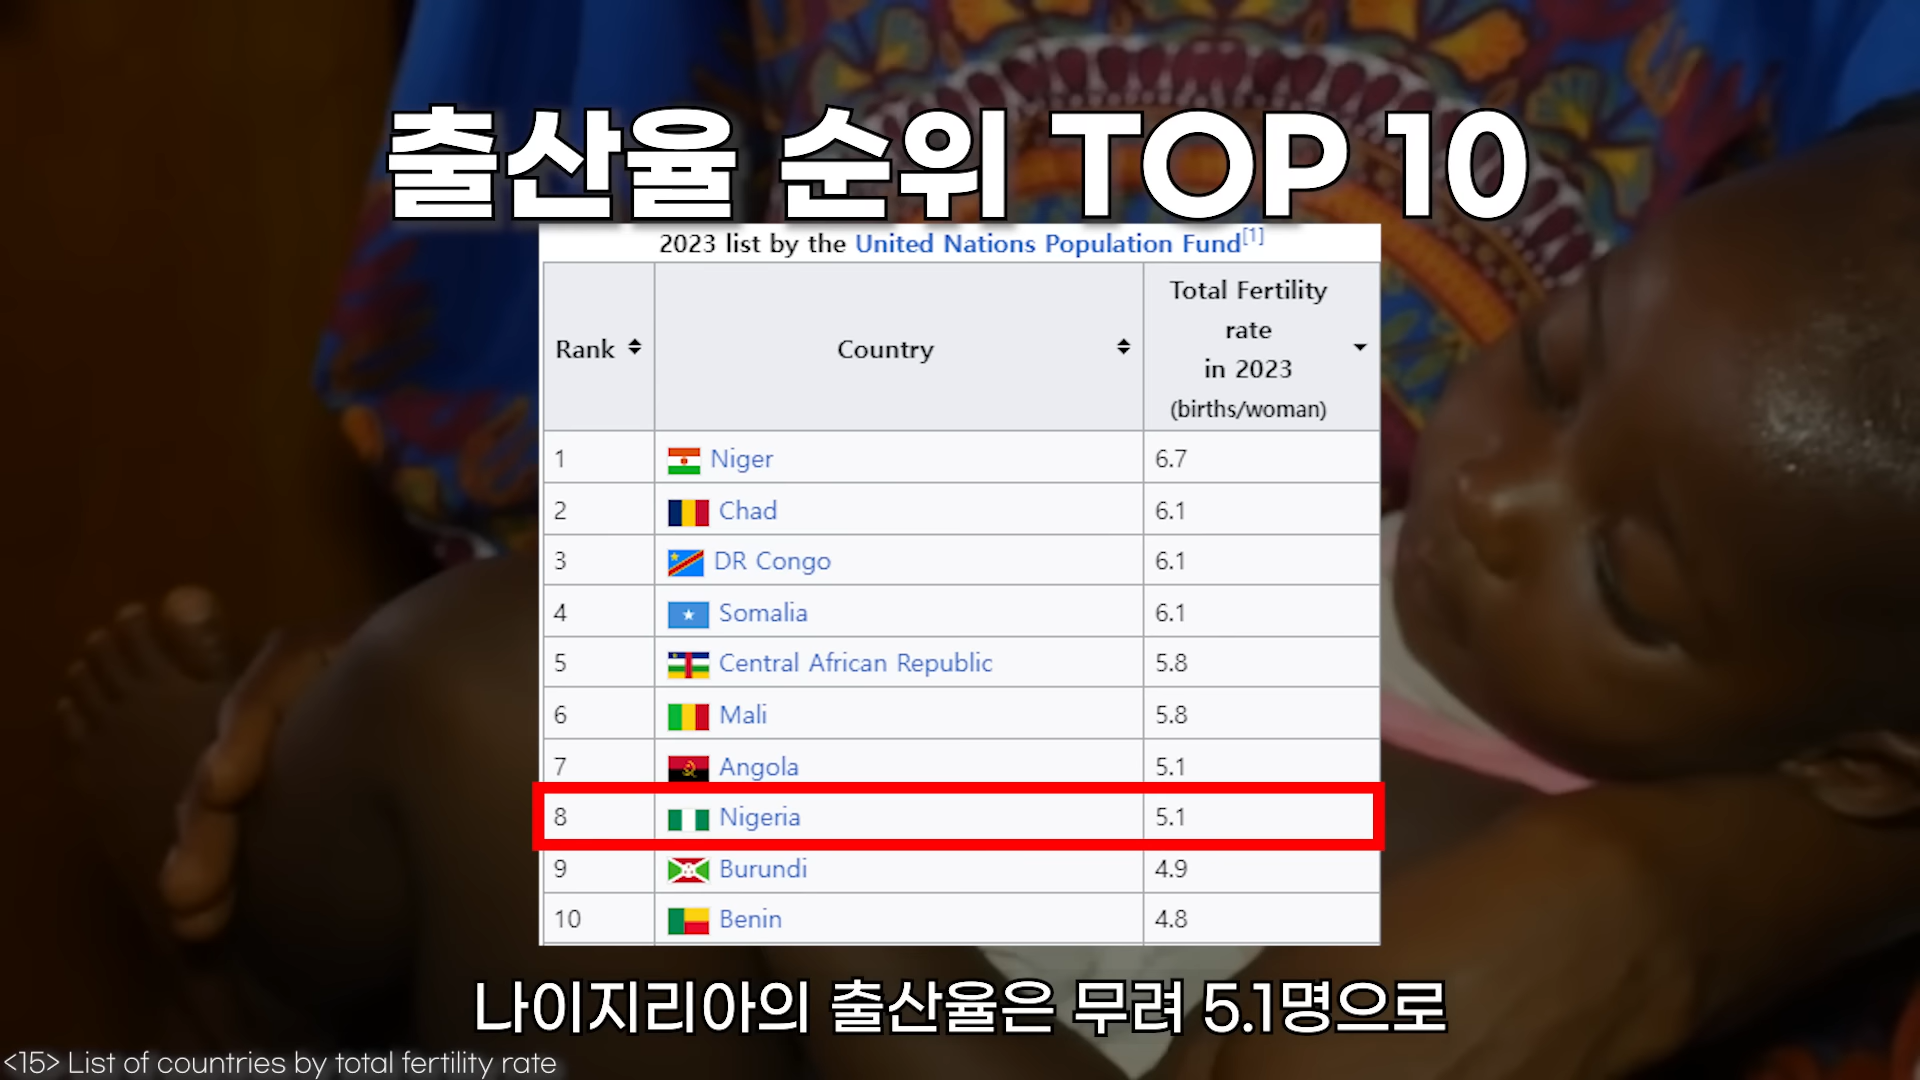 출산율 순위 TOP 10
2023 list by the United Nations Population Fund[1]
Rank Country Total Fertility rate in 2023 (births/woman)
1 Niger 6.7
2 Chad 6.1
3 DR Congo 6.1
4 Somalia 6.1
5 Central African Republic 5.8
6 Mali 5.8
7 Angola 5.1
8 Nigeria 5.1
9 Burundi 4.9
10 Benin 4.8
나이지리아의 출산율은 무려 5.1명으로
<15> List of countries by total fertility rate